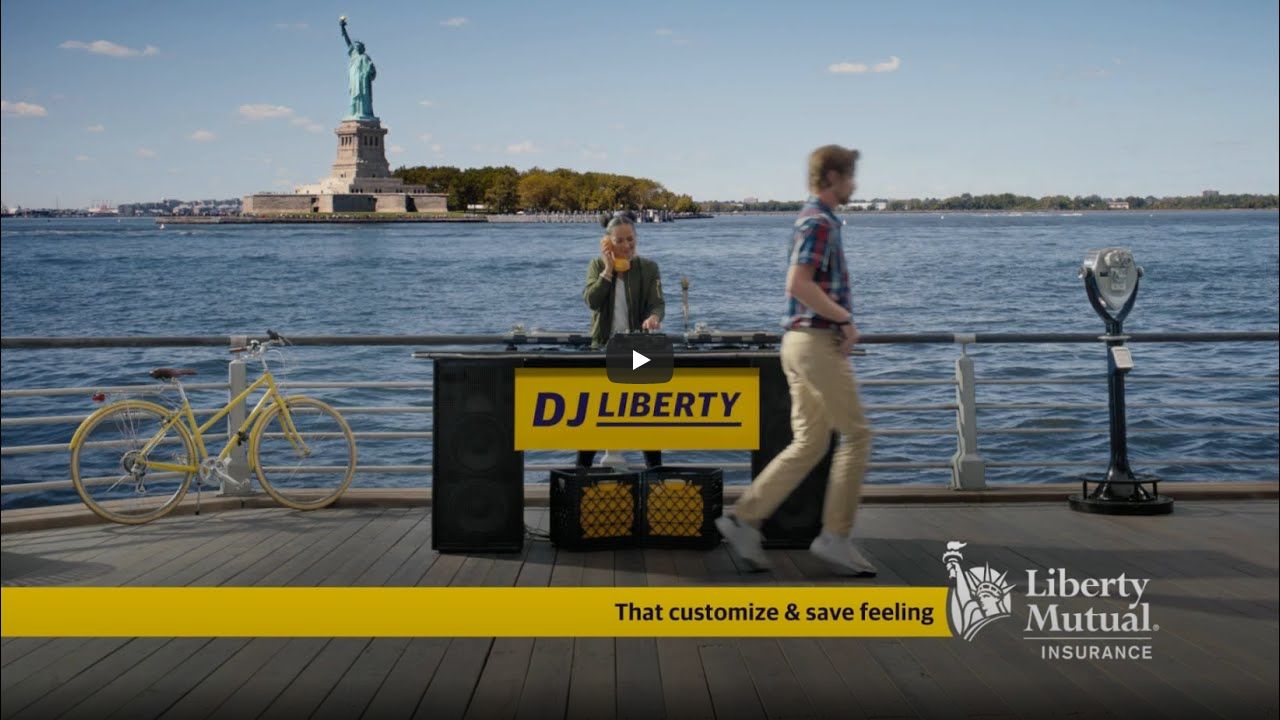 DJ LIBERTY
That customize & save feeling
Liberty
Mutual®
INSURANCE